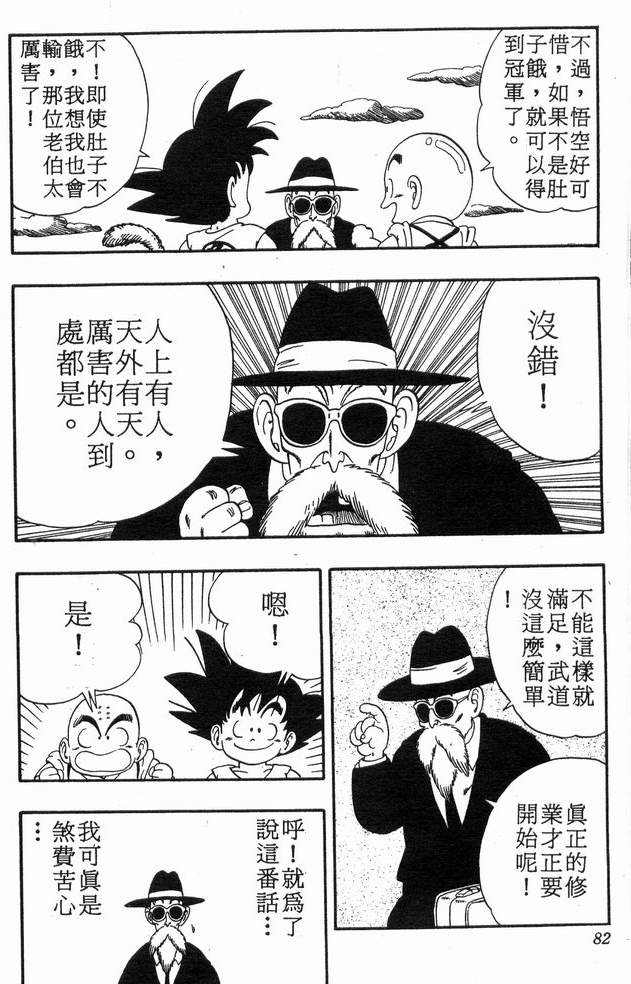 不過，悟空好可
惜，如果不是肚
子餓，就可以得
到冠軍了。
不！即使肚子不
餓，我想我也會
輸，那位老伯太
厲害了！
沒錯！
人上有人，
天外有天。
厲害的人到
處都是。
不能這樣就
滿足，武道
沒這麼簡單
！
眞正的修
業才正要
開始呢！
嗯！
是！
呼！就爲了
說這番話…
我可眞是
煞費苦心
…
82